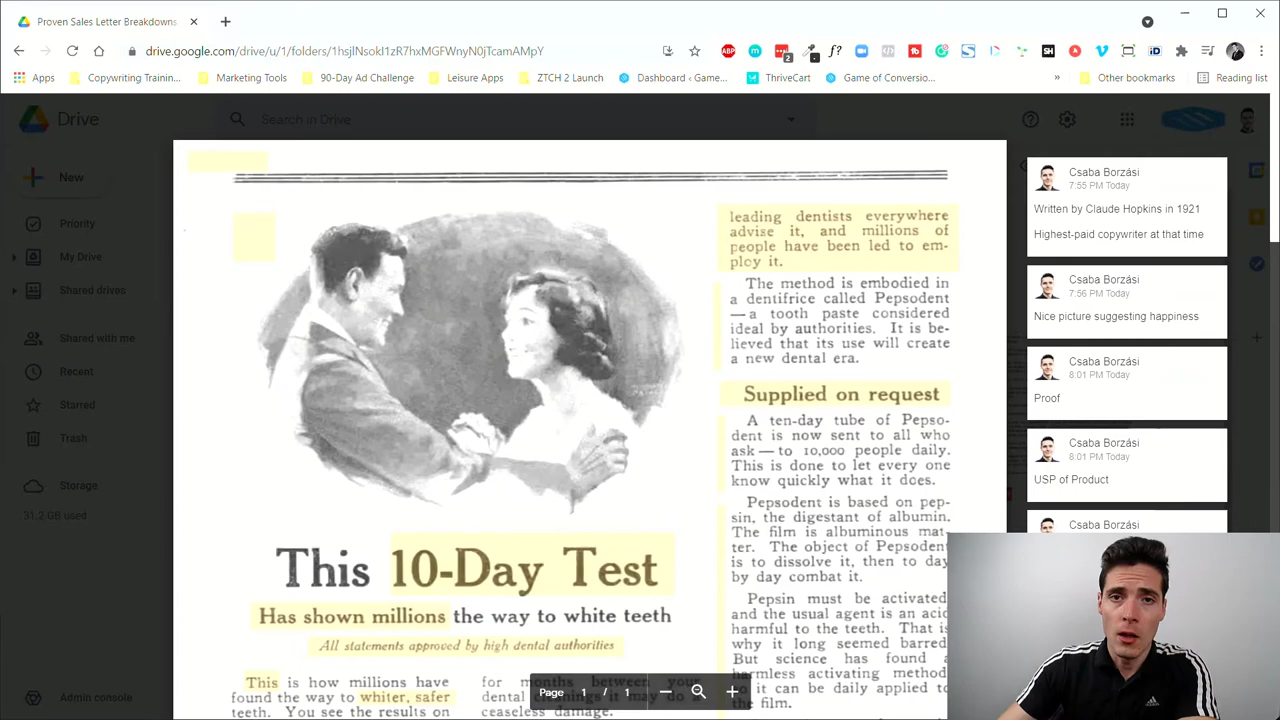 Proven Sales Letter Breakdowns
drive.google.com/drive/u/1/folders/1hsjlNsokI1zR7hxMGFWnyN0jTcamAMpY
Apps
Copywriting Trainin...
Marketing Tools
90-Day Ad Challenge
Leisure Apps
ZTCH 2 Launch
Dashboard ‹ Game...
ThriveCart
Game of Conversio...
»
Other bookmarks
Reading list
Drive
Search in Drive
New
Priority
My Drive
Shared drives
Shared with me
Recent
Starred
Trash
Storage
31.2 GB used
Admin console
This 10-Day Test
Has shown millions the way to white teeth
All statements approved by high dental authorities
This is how millions have
found the way to whiter, safer
teeth. You see the results on
for months between your
dental cleanings it may do a
ceaseless damage.
leading dentists everywhere
advise it, and millions of
people have been led to em-
ploy it.
The method is embodied in
a dentifrice called Pepsodent
—a tooth paste considered
ideal by authorities. It is be-
lieved that its use will create
a new dental era.
Supplied on request
A ten-day tube of Pepso-
dent is now sent to all who
ask—to 10,000 people daily.
This is done to let every one
know quickly what it does.
Pepsodent is based on pep-
sin, the digestant of albumin.
The film is albuminous mat-
ter. The object of Pepsodent
is to dissolve it, then to day
by day combat it.
Pepsin must be activated
and the usual agent is an acid
harmful to the teeth. That is
why it long seemed barred.
But science has found a
harmless activating method
so it can be daily applied to
the film.
Page 1 / 1
Csaba Borzási
7:55 PM Today
Written by Claude Hopkins in 1921
Highest-paid copywriter at that time
Csaba Borzási
7:56 PM Today
Nice picture suggesting happiness
Csaba Borzási
8:01 PM Today
Proof
Csaba Borzási
8:01 PM Today
USP of Product
Csaba Borzási